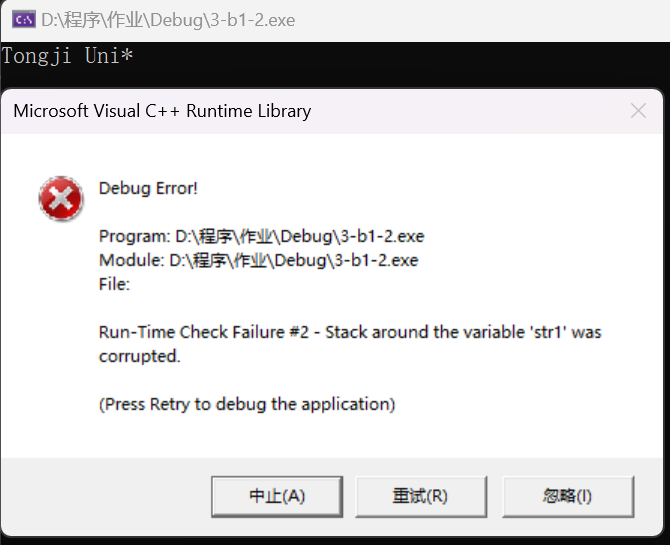 D:\程序\作业\Debug\3-b1-2.exe
Tongji Uni*
Microsoft Visual C++ Runtime Library
Debug Error!
Program: D:\程序\作业\Debug\3-b1-2.exe
Module: D:\程序\作业\Debug\3-b1-2.exe
File:
Run-Time Check Failure #2 - Stack around the variable 'str1' was
corrupted.
(Press Retry to debug the application)
中止(A) 重试(R) 忽略(I)